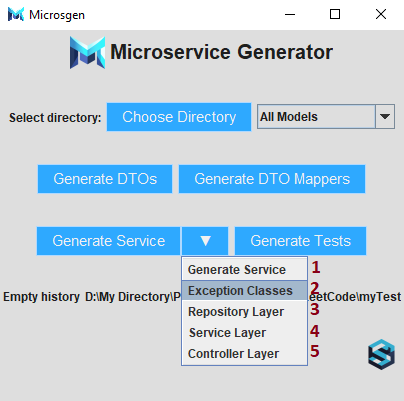 Microsgen
Microservice Generator
Select directory: Choose Directory All Models
Generate DTOs Generate DTO Mappers
Generate Service ▼ Generate Tests
Generate Service 1
Exception Classes 2
Empty history D:\My Directory\P eetCode\myTest
Repository Layer 3
Service Layer 4
Controller Layer 5